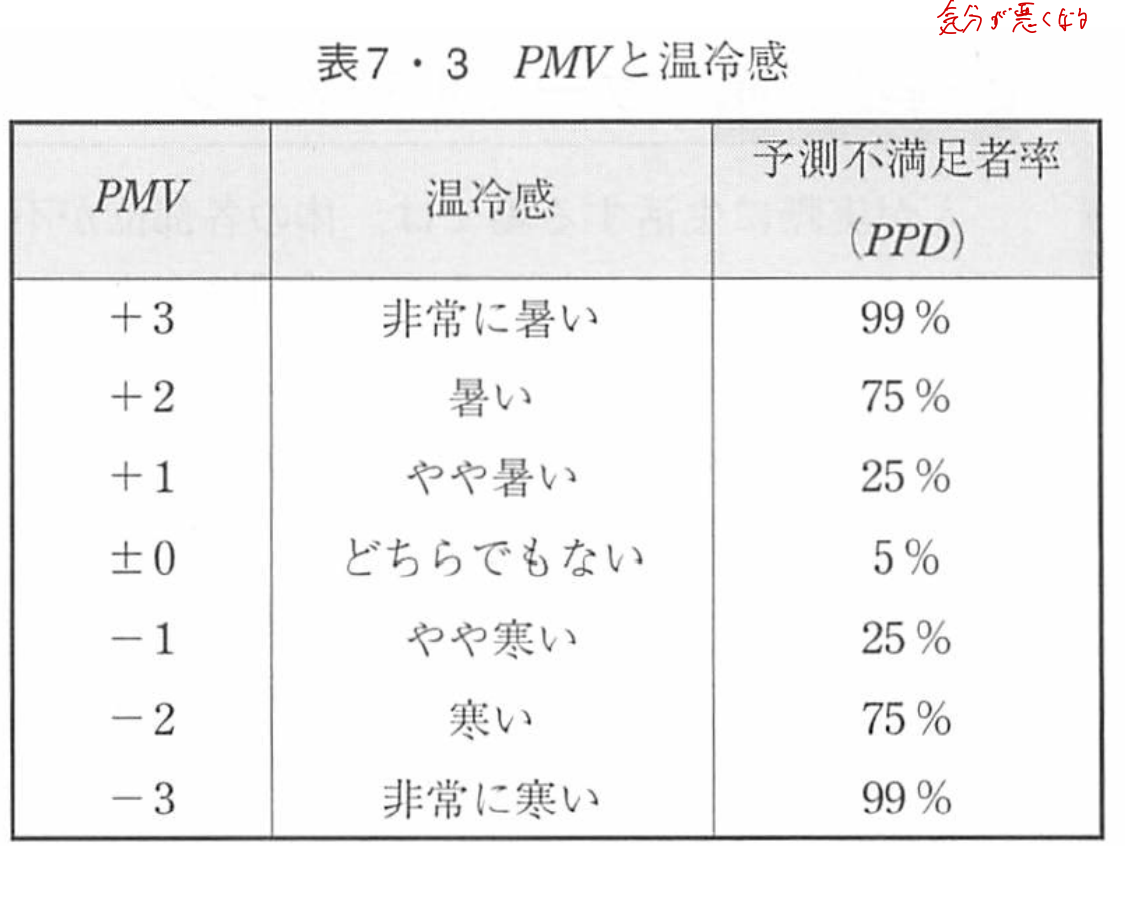 気分が悪くなる
表7・3 PMVと温冷感
PMV 温冷感 予測不満足者率
(PPD)
+3 非常に暑い 99%
+2 暑い 75%
+1 やや暑い 25%
±0 どちらでもない 5%
−1 やや寒い 25%
−2 寒い 75%
−3 非常に寒い 99%